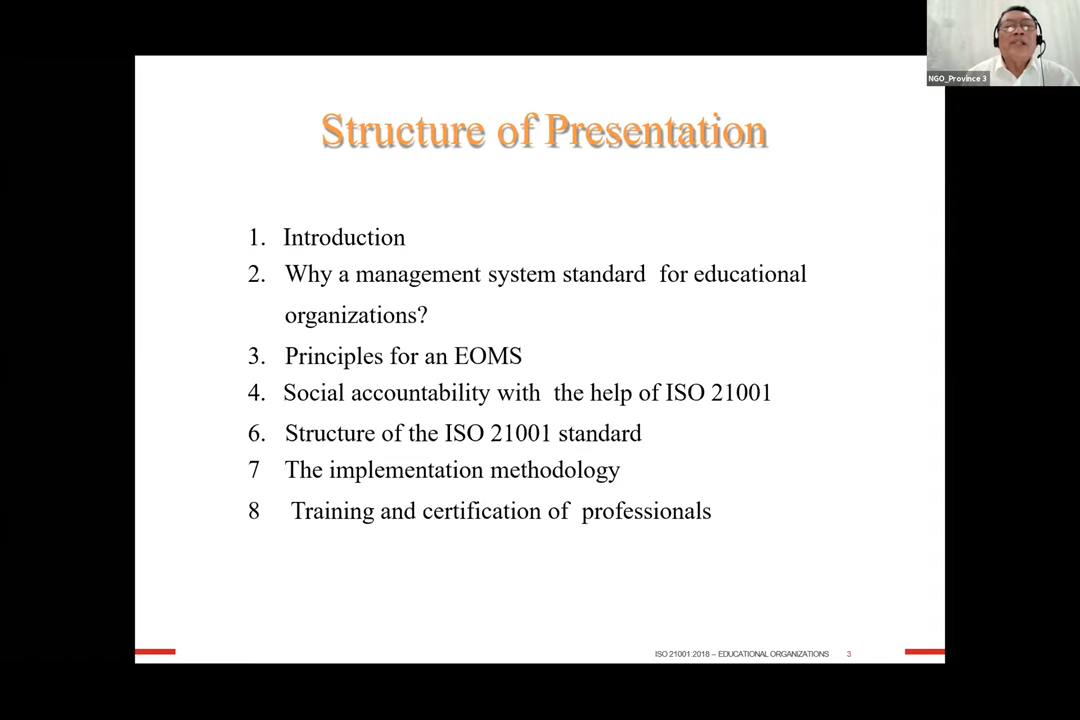 NGO_Province 3
Structure of Presentation
1. Introduction
2. Why a management system standard for educational
organizations?
3. Principles for an EOMS
4. Social accountability with the help of ISO 21001
6. Structure of the ISO 21001 standard
7 The implementation methodology
8 Training and certification of professionals
ISO 21001:2018 – EDUCATIONAL ORGANIZATIONS 3